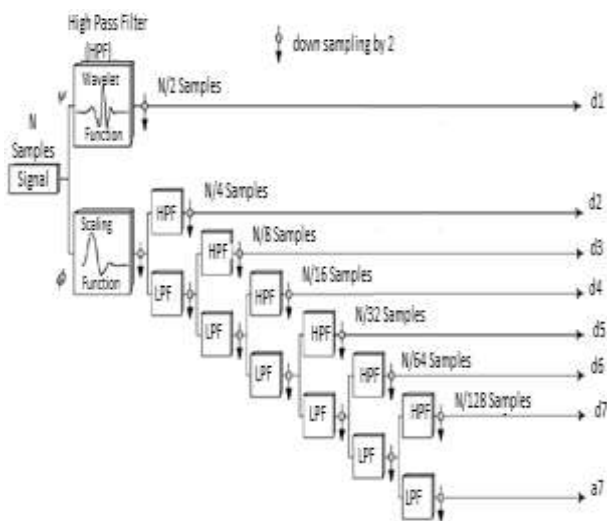 High Pass Filter
(HPF)
down sampling by 2
Wavelet
Function
ψ
N/2 Samples
d1
N
Samples
Signal
N/4 Samples
HPF
d2
Scaling
Function
ϕ
N/8 Samples
HPF
d3
LPF
N/16 Samples
HPF
d4
LPF
N/32 Samples
HPF
d5
LPF
N/64 Samples
HPF
d6
LPF
N/128 Samples
HPF
d7
LPF
LPF
a7